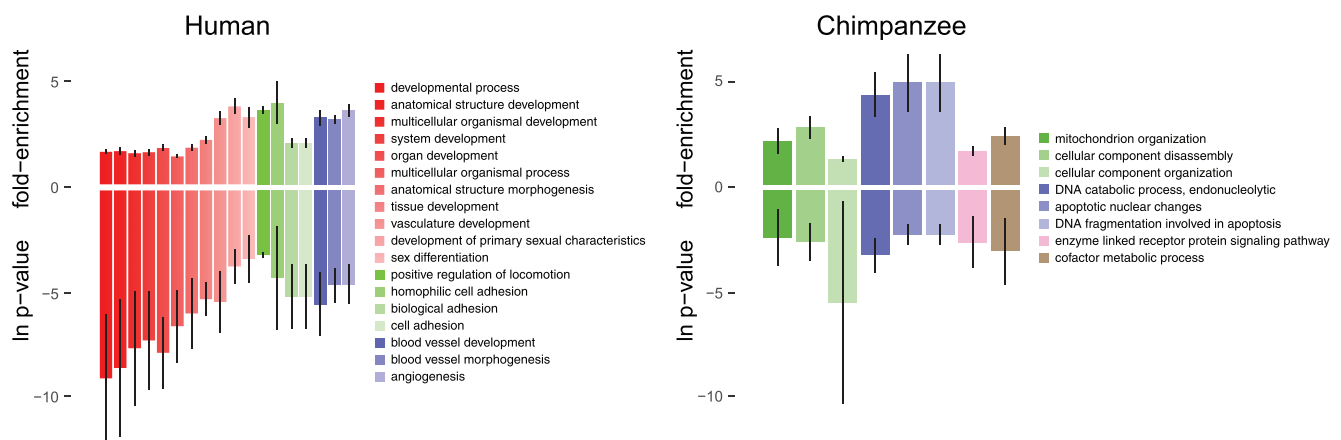 Human
fold−enrichment
ln p−value
5
0
−5
−10
developmental process
anatomical structure development
multicellular organismal development
system development
organ development
multicellular organismal process
anatomical structure morphogenesis
tissue development
vasculature development
development of primary sexual characteristics
sex differentiation
positive regulation of locomotion
homophilic cell adhesion
biological adhesion
cell adhesion
blood vessel development
blood vessel morphogenesis
angiogenesis
Chimpanzee
fold−enrichment
ln p−value
5
0
−5
−10
mitochondrion organization
cellular component disassembly
cellular component organization
DNA catabolic process, endonucleolytic
apoptotic nuclear changes
DNA fragmentation involved in apoptosis
enzyme linked receptor protein signaling pathway
cofactor metabolic process